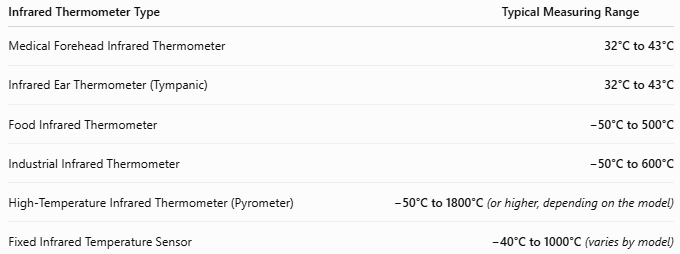 Infrared Thermometer Type Typical Measuring Range
Medical Forehead Infrared Thermometer 32°C to 43°C
Infrared Ear Thermometer (Tympanic) 32°C to 43°C
Food Infrared Thermometer −50°C to 500°C
Industrial Infrared Thermometer −50°C to 600°C
High-Temperature Infrared Thermometer (Pyrometer) −50°C to 1800°C (or higher, depending on the model)
Fixed Infrared Temperature Sensor −40°C to 1000°C (varies by model)